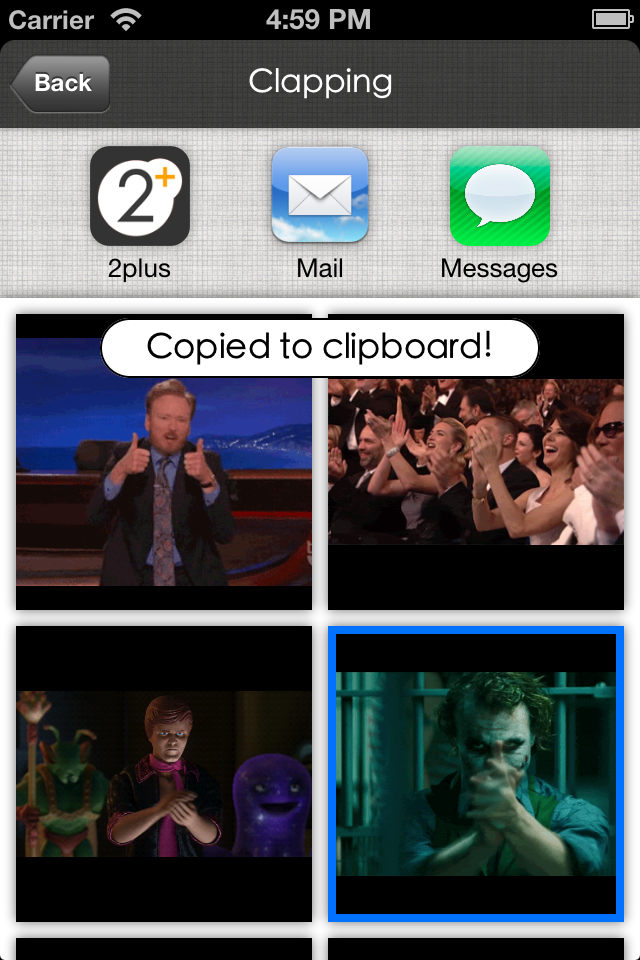 Carrier 4:59 PM
Back Clapping
2+
2plus Mail Messages
Copied to clipboard!